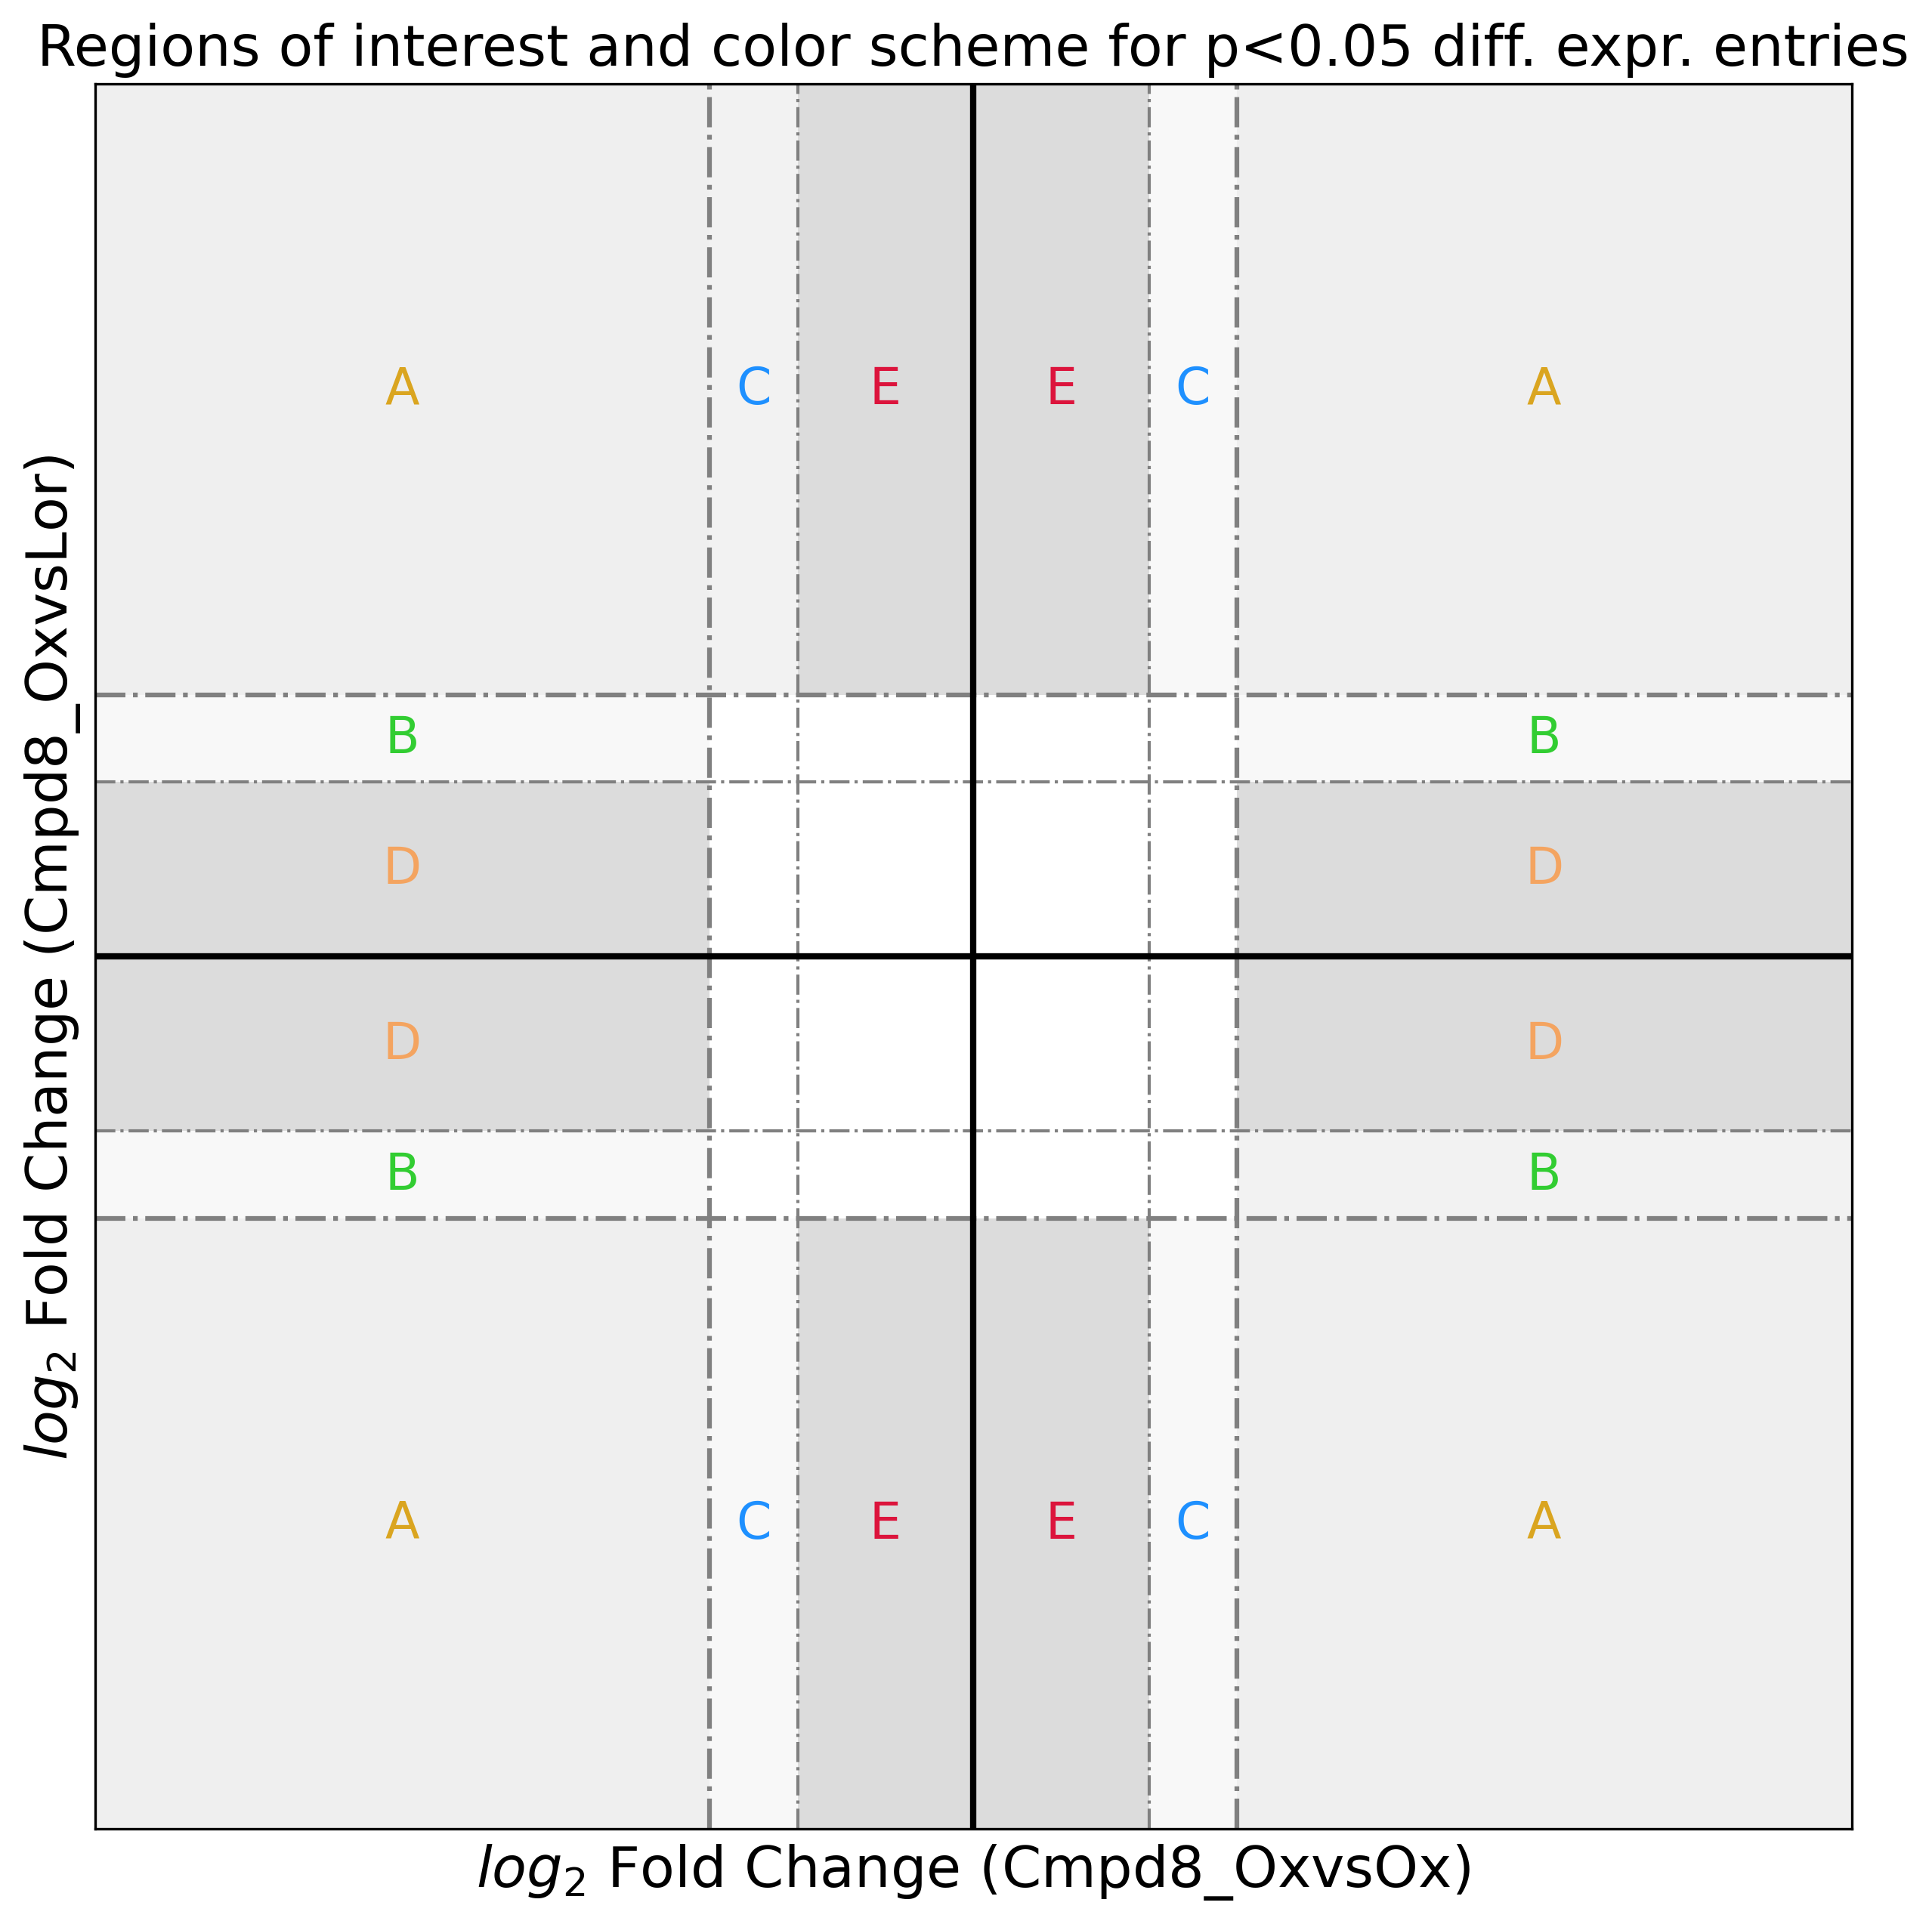 Regions of interest and color scheme for p<0.05 diff. expr. entries
log₂ Fold Change (Cmpd8_OxvsLor)
A C E E C A
B B
D D
D D
B B
A C E E C A
log₂ Fold Change (Cmpd8_OxvsOx)